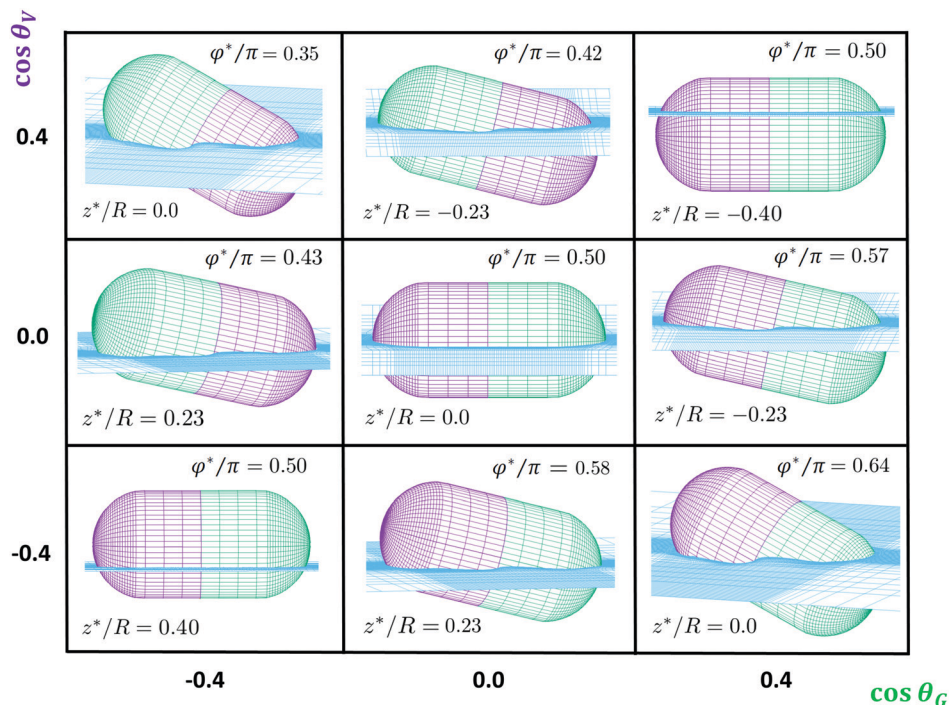 cos θ_V
φ*/π = 0.35
φ*/π = 0.42
φ*/π = 0.50
0.4
z*/R = 0.0
z*/R = −0.23
z*/R = −0.40
φ*/π = 0.43
φ*/π = 0.50
φ*/π = 0.57
0.0
z*/R = 0.23
z*/R = 0.0
z*/R = −0.23
φ*/π = 0.50
φ*/π = 0.58
φ*/π = 0.64
-0.4
z*/R = 0.40
z*/R = 0.23
z*/R = 0.0
-0.4
0.0
0.4
cos θ_G